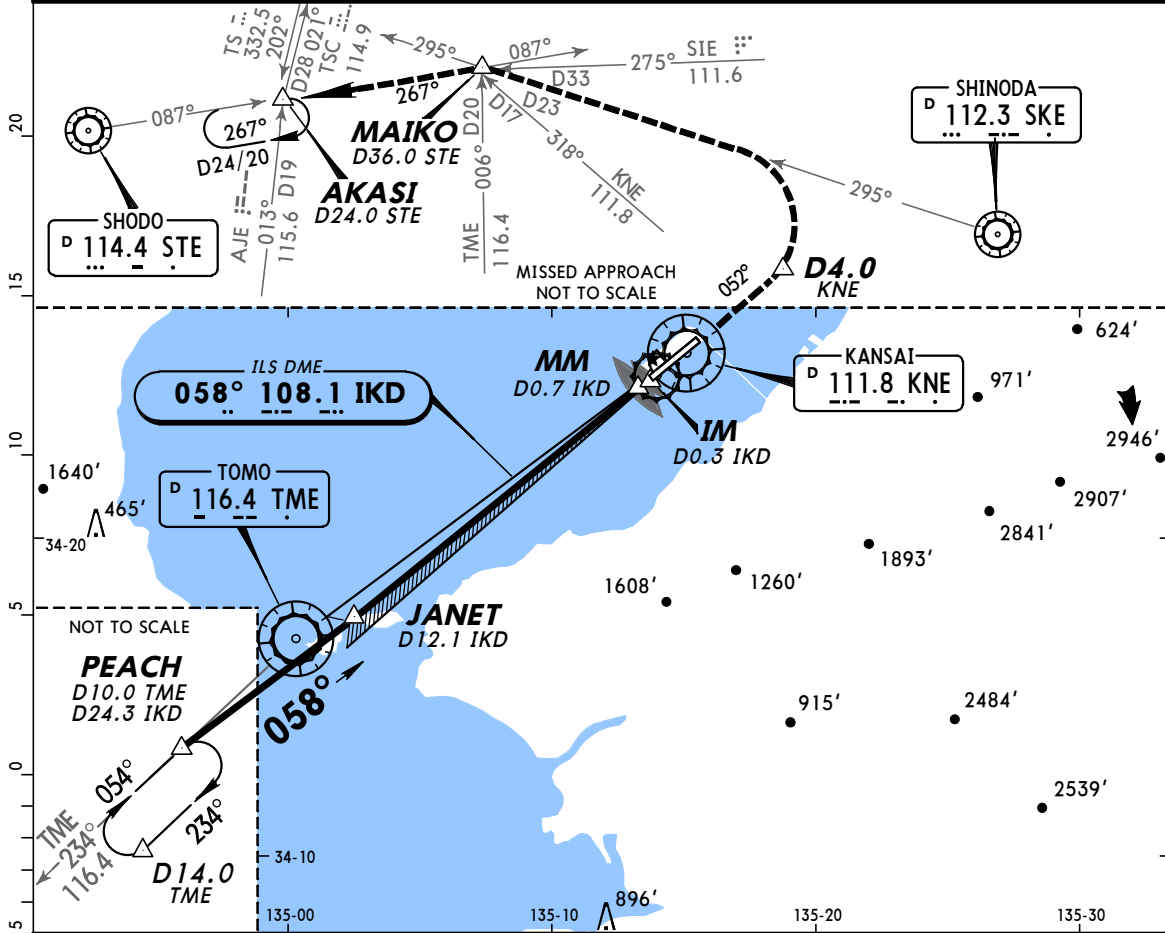 TS
332.5
202°
D28 021°
TSC
114.9
295°
087°
SIE
275°
111.6
D33
D23
D17
267°
087°
267°
D24/20
MAIKO
D36.0 STE
AKASI
D24.0 STE
D20
006°
TME
116.4
318°
KNE
111.8
D19
013°
AJE
115.6
SHODO
D 114.4 STE
SHINODA
D 112.3 SKE
295°
MISSED APPROACH
NOT TO SCALE
052°
D4.0
KNE
20
15
10
5
0
5
ILS DME
058° 108.1 IKD
MM
D0.7 IKD
IM
D0.3 IKD
KANSAI
D 111.8 KNE
624'
971'
2946'
2907'
2841'
1893'
1260'
1608'
1640'
465'
34-20
TOMO
D 116.4 TME
JANET
D12.1 IKD
058°
NOT TO SCALE
PEACH
D10.0 TME
D24.3 IKD
054°
234°
TME
234°
116.4
D14.0
TME
915'
2484'
2539'
896'
34-10
135-00
135-10
135-20
135-30